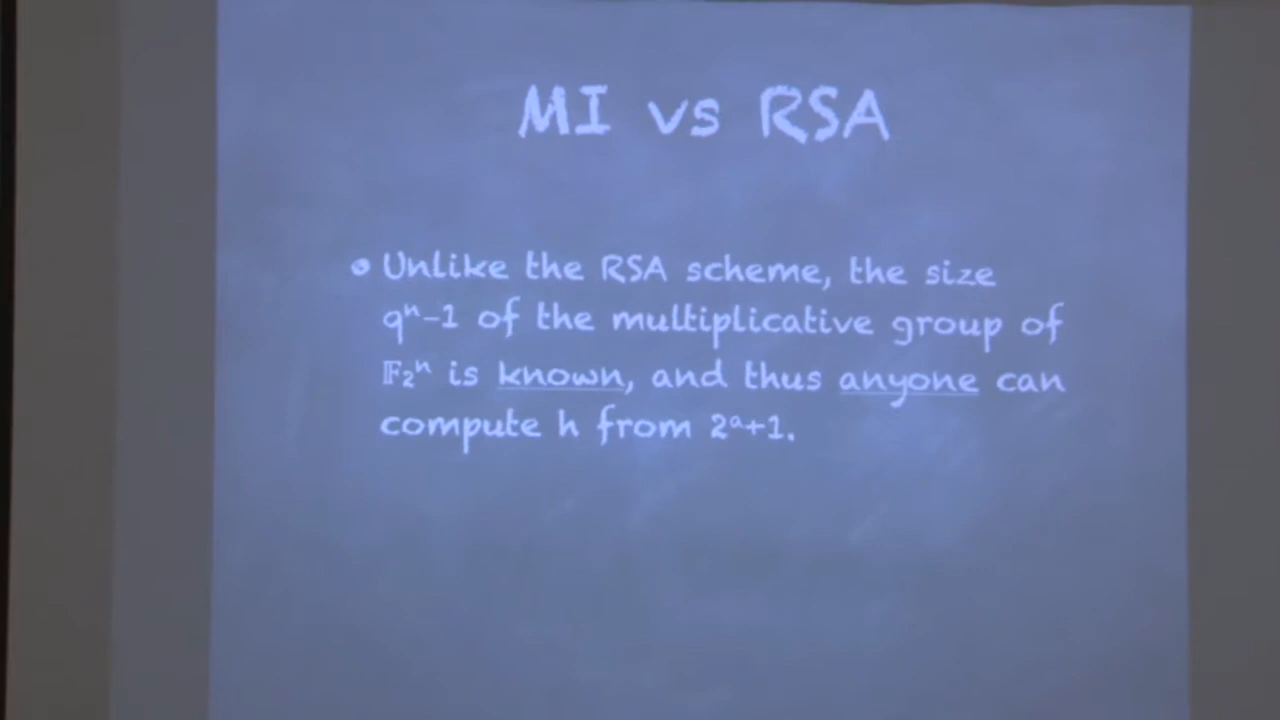 MI vs RSA
• Unlike the RSA scheme, the size
qⁿ-1 of the multiplicative group of
𝔽₂ⁿ is known, and thus anyone can
compute h from 2ᵃ+1.